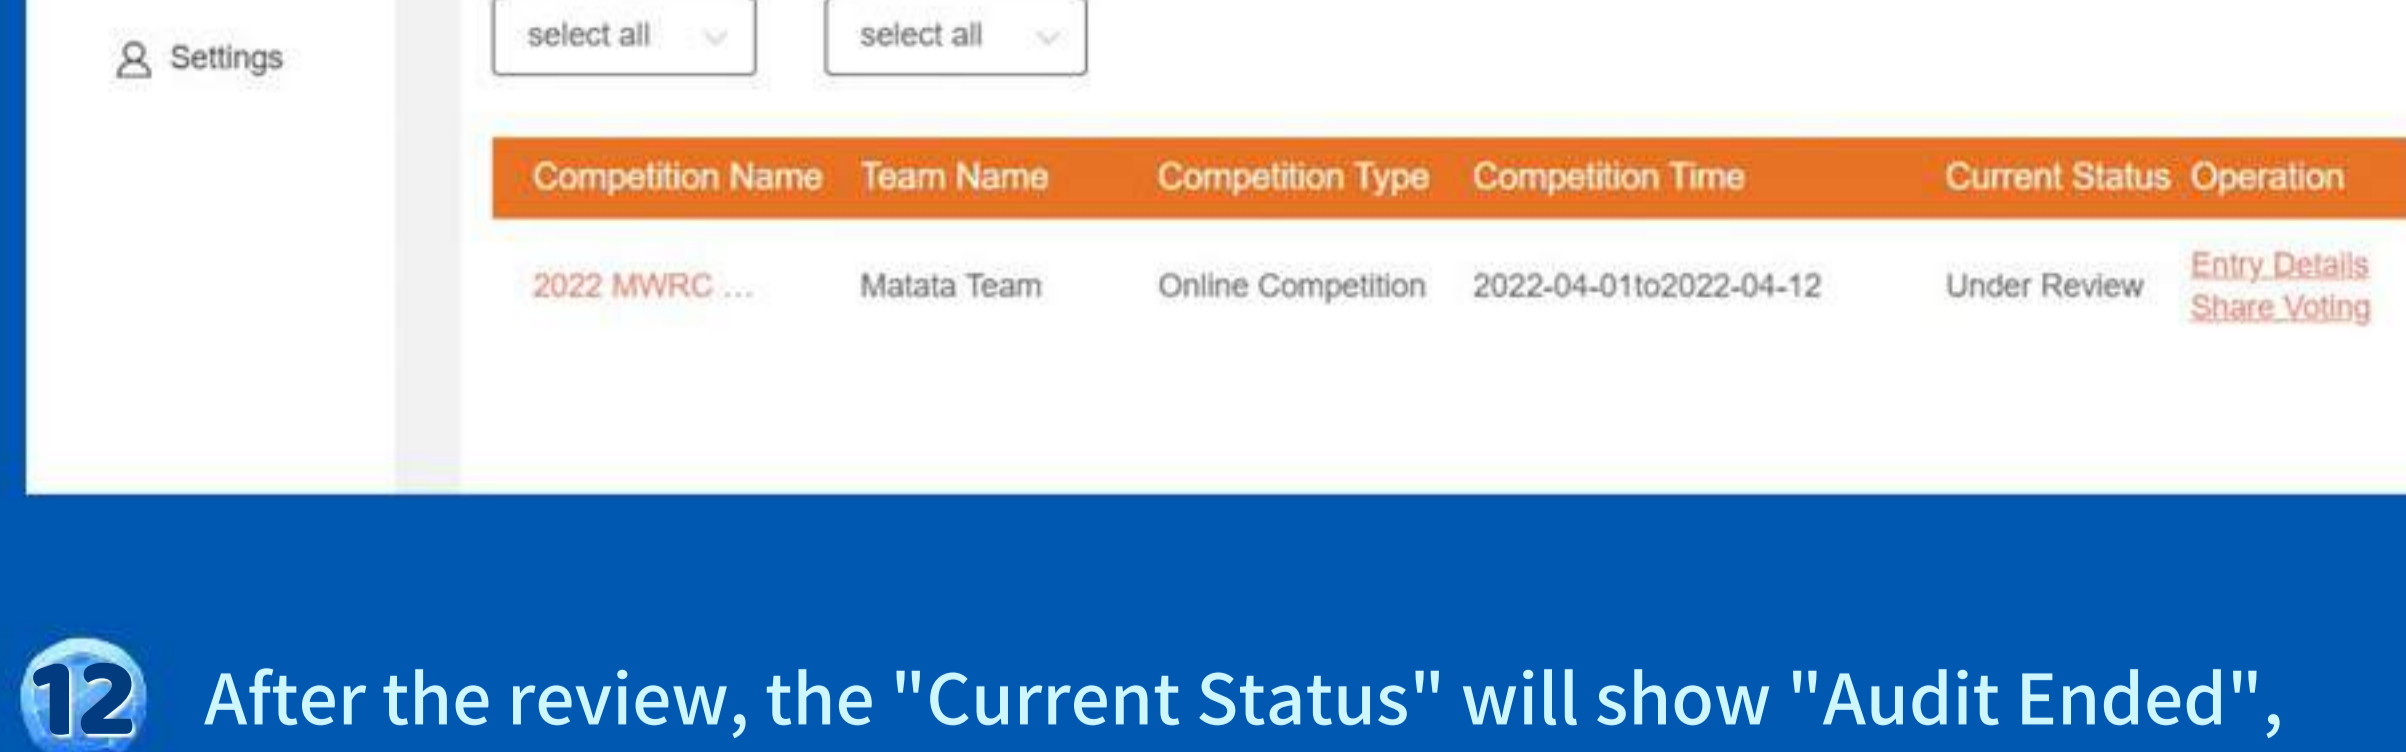 Settings
select all select all
Competition Name Team Name Competition Type Competition Time Current Status Operation
2022 MWRC ... Matata Team Online Competition 2022-04-01to2022-04-12 Under Review Entry Details
Share Voting
12 After the review, the "Current Status" will show "Audit Ended",